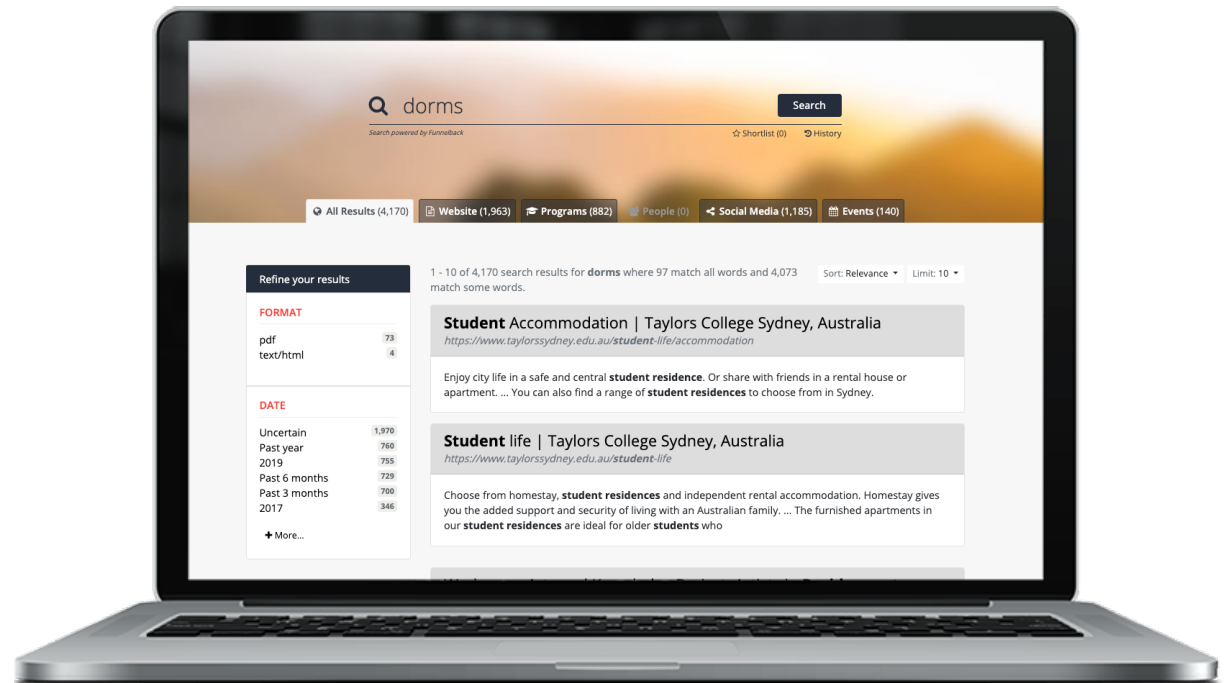 dorms
Search
Search powered by Funnelback
Shortlist (0) History
All Results (4,170) Website (1,963) Programs (882) People (0) Social Media (1,185) Events (140)
Refine your results
FORMAT
pdf 73
text/html 4
DATE
Uncertain 1,970
Past year 760
2019 755
Past 6 months 729
Past 3 months 700
2017 346
+ More...
1 - 10 of 4,170 search results for dorms where 97 match all words and 4,073
match some words.
Sort: Relevance Limit: 10
Student Accommodation | Taylors College Sydney, Australia
https://www.taylorssydney.edu.au/student-life/accommodation
Enjoy city life in a safe and central student residence. Or share with friends in a rental house or
apartment. ... You can also find a range of student residences to choose from in Sydney.
Student life | Taylors College Sydney, Australia
https://www.taylorssydney.edu.au/student-life
Choose from homestay, student residences and independent rental accommodation. Homestay gives
you the added support and security of living with an Australian family. ... The furnished apartments in
our student residences are ideal for older students who